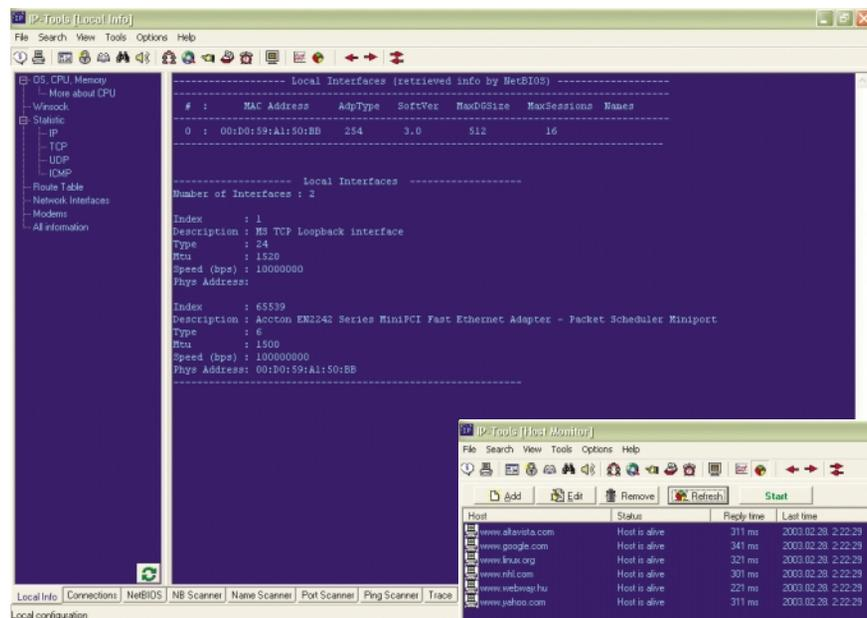 IP-Tools [Local Info]
File Search View Tools Options Help
OS, CPU, Memory
More about CPU
Winsock
Statistic
IP
TCP
UDP
ICMP
Route Table
Network Interfaces
Modems
All information
------------------ Local Interfaces (retrieved info by NetBIOS) ------------------
# : MAC Address AdpType SoftVer MaxDGSize MaxSessions Names
0 : 00:D0:59:A1:50:BB 254 3.0 512 16
-------------------- Local Interfaces ------------------
Number of Interfaces : 2
Index : 1
Description : MS TCP Loopback interface
Type : 24
Mtu : 1520
Speed (bps) : 10000000
Phys Address:
Index : 65539
Description : Accton EN2242 Series MiniPCI Fast Ethernet Adapter - Packet Scheduler Miniport
Type : 6
Mtu : 1500
Speed (bps) : 100000000
Phys Address: 00:D0:59:A1:50:BB
Local Info Connections NetBIOS NB Scanner Name Scanner Port Scanner Ping Scanner Trace
Local configuration
IP-Tools [Host Monitor]
File Search View Tools Options Help
Add Edit Remove Refresh Start
Host Status Reply time Last time
www.altavista.com Host is alive 311 ms 2003.02.28. 2:22:29
www.google.com Host is alive 341 ms 2003.02.28. 2:22:29
www.linux.org Host is alive 321 ms 2003.02.28. 2:22:29
www.nhl.com Host is alive 301 ms 2003.02.28. 2:22:29
www.webway.hu Host is alive 221 ms 2003.02.28. 2:22:29
www.yahoo.com Host is alive 311 ms 2003.02.28. 2:22:29